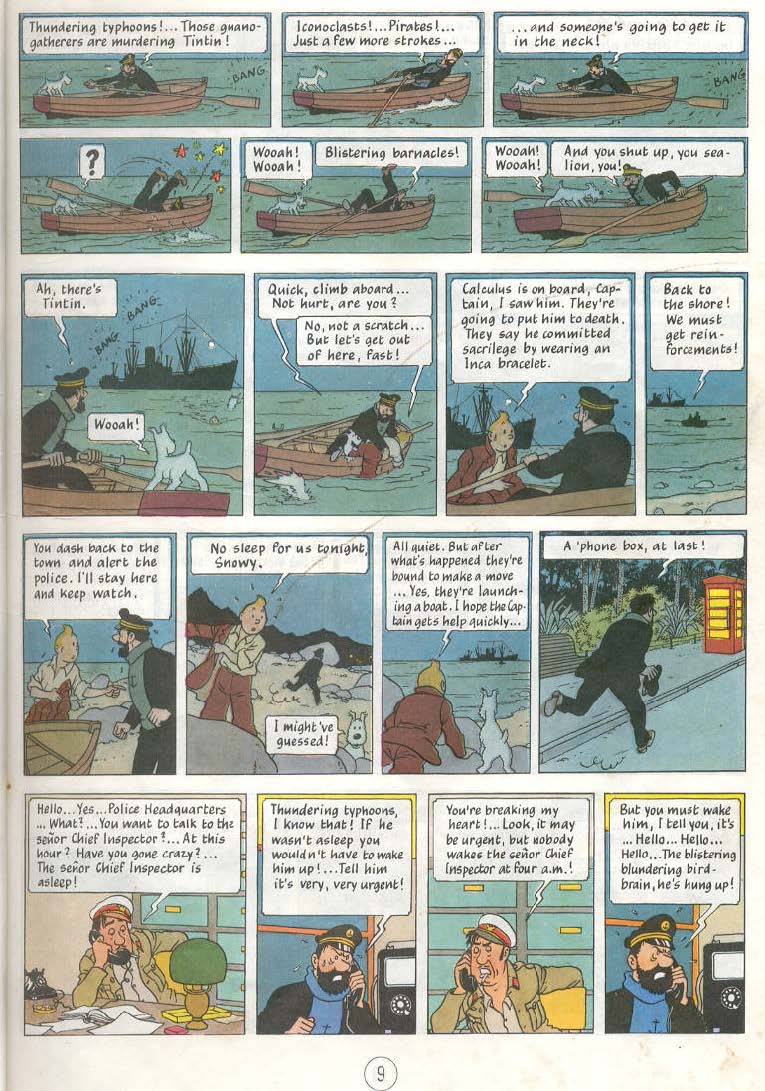 Thundering typhoons!... Those guano-
gatherers are murdering Tintin!
BANG
Iconoclasts!...Pirates!...
Just a few more strokes...
...and someone's going to get it
in the neck!
BANG
?
Wooah!
Wooah!
Blistering barnacles!
Wooah!
Wooah!
And you shut up, you sea-
lion, you!
Ah, there's
Tintin.
BANG
BANG
Wooah!
Quick, climb aboard...
Not hurt, are you?
No, not a scratch...
But let's get out
of here, fast!
Calculus is on board, Cap-
tain, I saw him. They're
going to put him to death.
They say he committed
sacrilege by wearing an
Inca bracelet.
Back to
the shore!
We must
get rein-
forcements!
You dash back to the
town and alert the
police. I'll stay here
and keep watch.
No sleep for us tonight,
Snowy.
I might've
guessed!
All quiet. But after
what's happened they're
bound to make a move
... Yes, they're launch-
ing a boat. I hope the Cap-
tain gets help quickly...
A 'phone box, at last!
Hello...Yes...Police Headquarters
... What?...You want to talk to the
señor Chief Inspector?... At this
hour? Have you gone crazy?...
The señor Chief Inspector is
asleep!
Thundering typhoons,
I know that! If he
wasn't asleep you
wouldn't have to wake
him up!...Tell him
it's very, very urgent!
You're breaking my
heart!... Look, it may
be urgent, but nobody
wakes the señor Chief
Inspector at four a.m.!
But you must wake
him, I tell you, it's
... Hello... Hello...
Hello...The blistering
blundering bird-
brain, he's hung up!
9